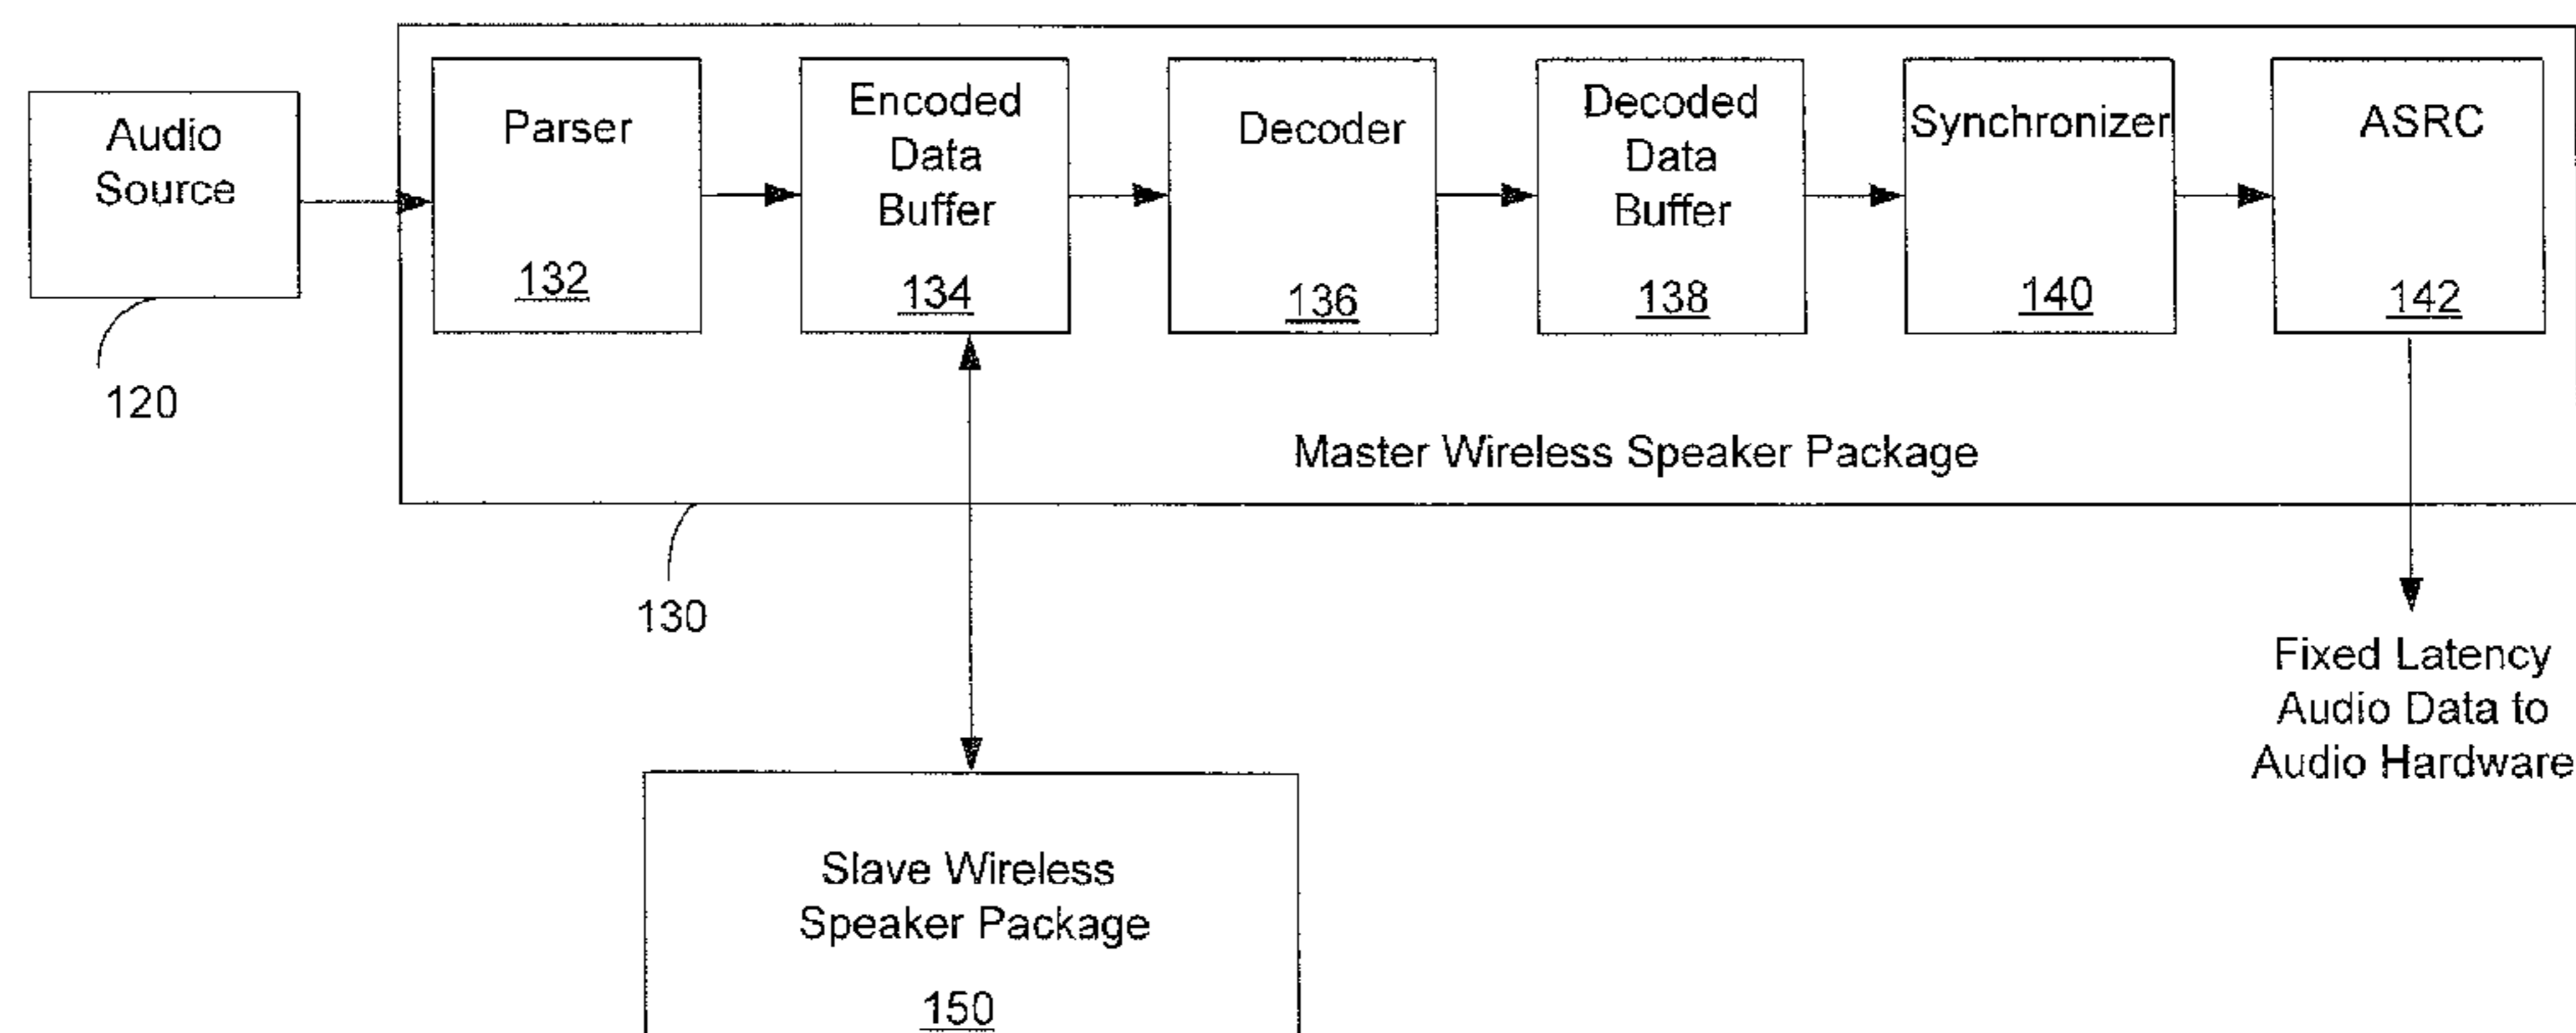 Audio
Source
120
Parser
132
Encoded
Data
Buffer
134
Decoder
136
Decoded
Data
Buffer
138
Synchronizer
140
ASRC
142
Master Wireless Speaker Package
130
Fixed Latency
Audio Data to
Audio Hardware
Slave Wireless
Speaker Package
150